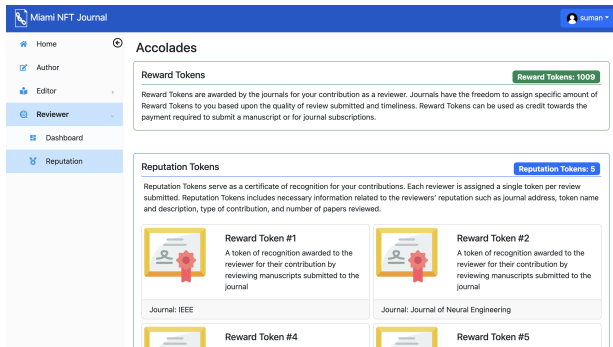 Miami NFT Journal
suman
Home
Author
Editor
Reviewer
Dashboard
Reputation
Accolades
Reward Tokens
Reward Tokens: 1009
Reward Tokens are awarded by the journals for your contribution as a reviewer. Journals have the freedom to assign specific amount of
Reward Tokens to you based upon the quality of review submitted and timeliness. Reward Tokens can be used as credit towards the
payment required to submit a manuscript or for journal subscriptions.
Reputation Tokens
Reputation Tokens: 5
Reputation Tokens serve as a certificate of recognition for your contributions. Each reviewer is assigned a single token per review
submitted. Reputation Tokens includes necessary information related to the reviewers' reputation such as journal address, token name
and description, type of contribution, and number of papers reviewed.
Reward Token #1
A token of recognition awarded to the
reviewer for their contribution by
reviewing manuscripts submitted to the
journal
Journal: IEEE
Reward Token #2
A token of recognition awarded to the
reviewer for their contribution by
reviewing manuscripts submitted to the
journal
Journal: Journal of Neural Engineering
Reward Token #4
Reward Token #5